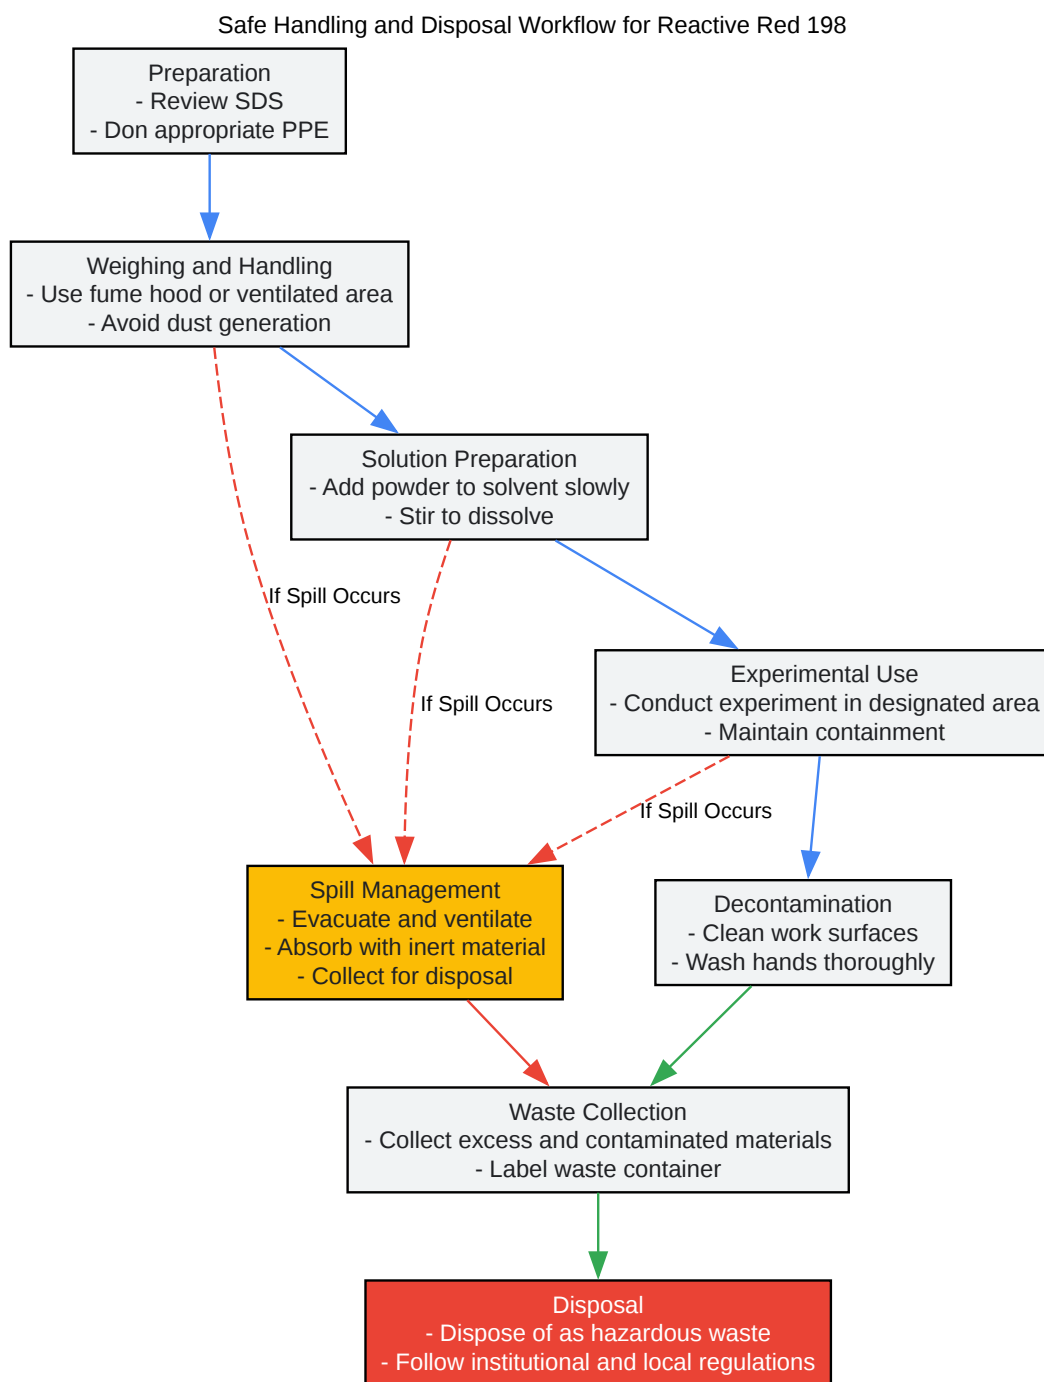 Safe Handling and Disposal Workflow for Reactive Red 198
Preparation
- Review SDS
- Don appropriate PPE
Weighing and Handling
- Use fume hood or ventilated area
- Avoid dust generation
Solution Preparation
- Add powder to solvent slowly
- Stir to dissolve
If Spill Occurs
Experimental Use
- Conduct experiment in designated area
- Maintain containment
If Spill Occurs
If Spill Occurs
Spill Management
- Evacuate and ventilate
- Absorb with inert material
- Collect for disposal
Decontamination
- Clean work surfaces
- Wash hands thoroughly
Waste Collection
- Collect excess and contaminated materials
- Label waste container
Disposal
- Dispose of as hazardous waste
- Follow institutional and local regulations